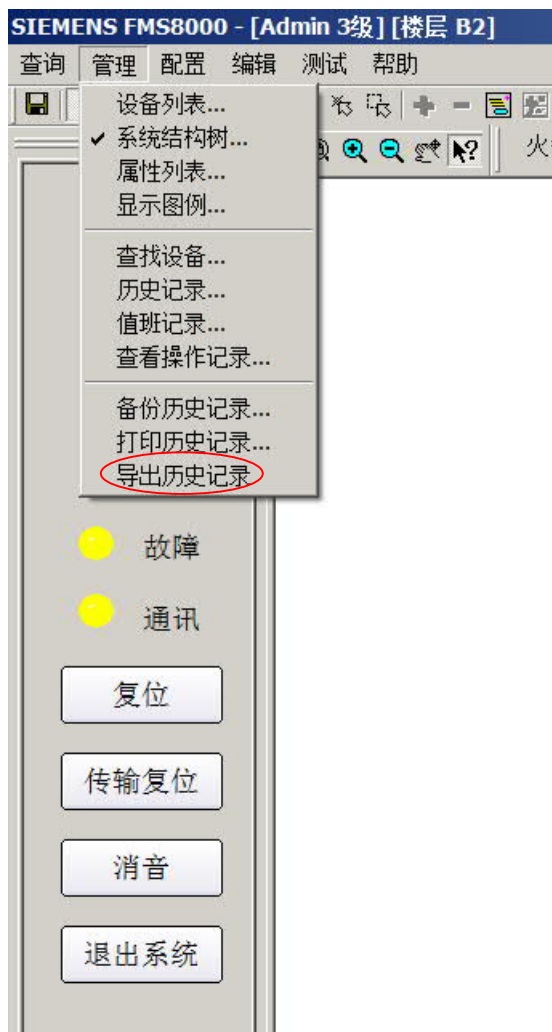 SIEMENS FMS8000 - [Admin 3级] [楼层 B2]
查询 管理 配置 编辑 测试 帮助
设备列表...
系统结构树...
火
属性列表...
显示图例...
查找设备...
历史记录...
值班记录...
查看操作记录...
备份历史记录...
打印历史记录...
导出历史记录
故障
通讯
复位
传输复位
消音
退出系统